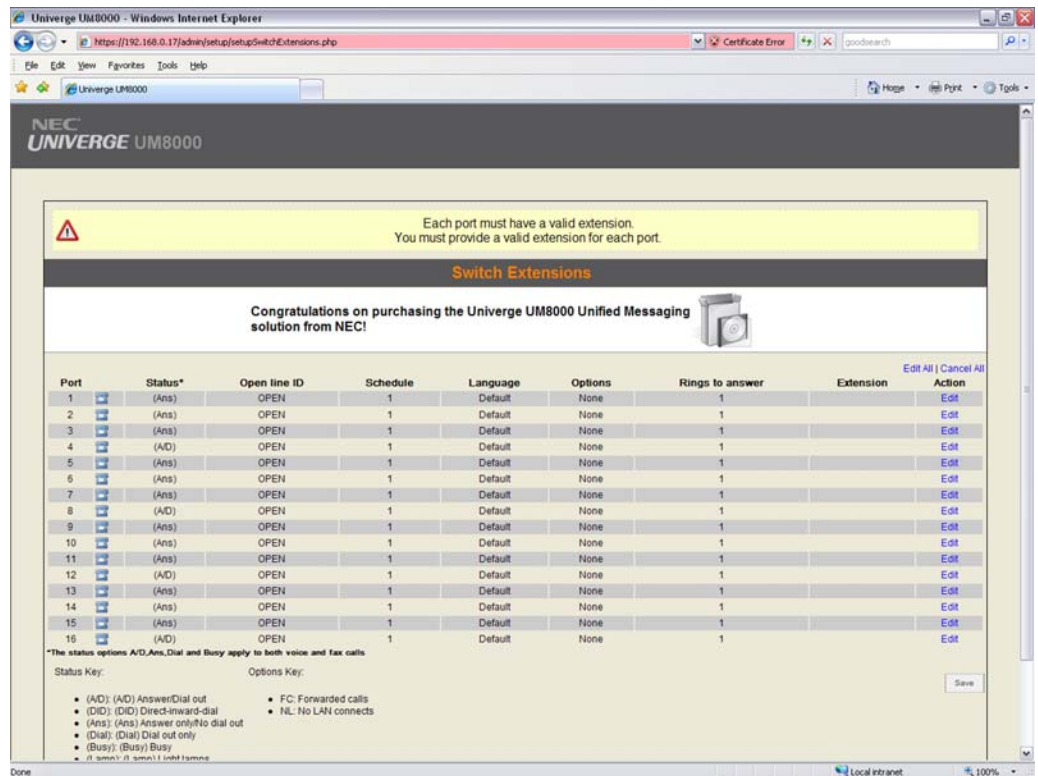 Univerge UM8000 - Windows Internet Explorer
https://192.168.0.17/admin/setup/setupSwitchExtensions.php
Certificate Error
goodsearch
File Edit View Favorites Tools Help
Univerge UM8000
Home Print Tools
NEC
UNIVERGE UM8000
Each port must have a valid extension.
You must provide a valid extension for each port.
Switch Extensions
Congratulations on purchasing the Univerge UM8000 Unified Messaging
solution from NEC!
Edit All | Cancel All
Port Status* Open line ID Schedule Language Options Rings to answer Extension Action
1 (Ans) OPEN 1 Default None 1 Edit
2 (Ans) OPEN 1 Default None 1 Edit
3 (Ans) OPEN 1 Default None 1 Edit
4 (A/D) OPEN 1 Default None 1 Edit
5 (Ans) OPEN 1 Default None 1 Edit
6 (Ans) OPEN 1 Default None 1 Edit
7 (Ans) OPEN 1 Default None 1 Edit
8 (A/D) OPEN 1 Default None 1 Edit
9 (Ans) OPEN 1 Default None 1 Edit
10 (Ans) OPEN 1 Default None 1 Edit
11 (Ans) OPEN 1 Default None 1 Edit
12 (A/D) OPEN 1 Default None 1 Edit
13 (Ans) OPEN 1 Default None 1 Edit
14 (Ans) OPEN 1 Default None 1 Edit
15 (Ans) OPEN 1 Default None 1 Edit
16 (A/D) OPEN 1 Default None 1 Edit
*The status options A/D,Ans,Dial and Busy apply to both voice and fax calls
Status Key: Options Key:
Save
• (A/D): (A/D) Answer/Dial out • FC: Forwarded calls
• (DID): (DID) Direct-inward-dial • NL: No LAN connects
• (Ans): (Ans) Answer only/No dial out
• (Dial): (Dial) Dial out only
• (Busy): (Busy) Busy
• (Lamp): (Lamp) Light lamps
Done Local intranet 100%